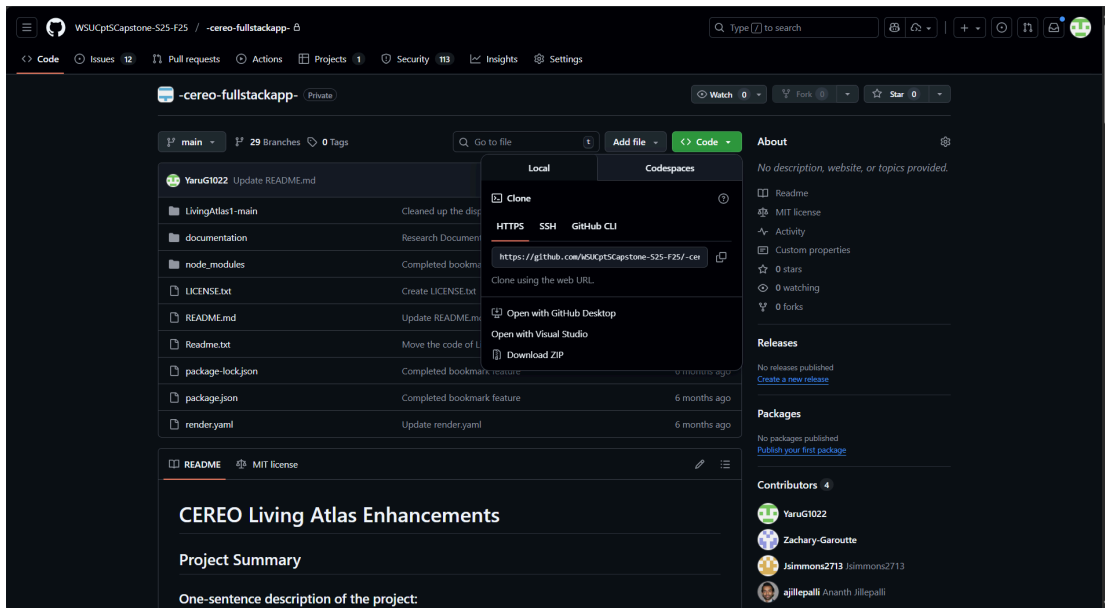 WSUCptSCapstone-S25-F25 / -cereo-fullstackapp-
Type / to search
Code Issues 12 Pull requests Actions Projects 1 Security 113 Insights Settings
-cereo-fullstackapp- Private
Watch 0 Fork 0 Star 0
main 29 Branches 0 Tags Go to file t Add file Code
About
No description, website, or topics provided.
Readme
MIT license
Activity
Custom properties
0 stars
0 watching
0 forks
Releases
No releases published
Create a new release
Packages
No packages published
Publish your first package
Contributors 4
YaruG1022
Zachary-Garoutte
Jsimmons2713 Jsimmons2713
ajillepalli Ananth Jillepalli
Local Codespaces
Clone
HTTPS SSH GitHub CLI
https://github.com/WSUCptSCapstone-S25-F25/-cer
Clone using the web URL.
Open with GitHub Desktop
Open with Visual Studio
Download ZIP
YaruG1022 Update README.md
LivingAtlas1-main Cleaned up the disp
documentation Research Document
node_modules Completed bookma
LICENSE.txt Create LICENSE.txt
README.md Update README.m
Readme.txt Move the code of L
package-lock.json Completed bookmark feature 6 months ago
package.json Completed bookmark feature 6 months ago
render.yaml Update render.yaml 6 months ago
README MIT license
CEREO Living Atlas Enhancements
Project Summary
One-sentence description of the project: